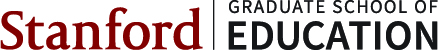 Stanford
GRADUATE SCHOOL OF
EDUCATION